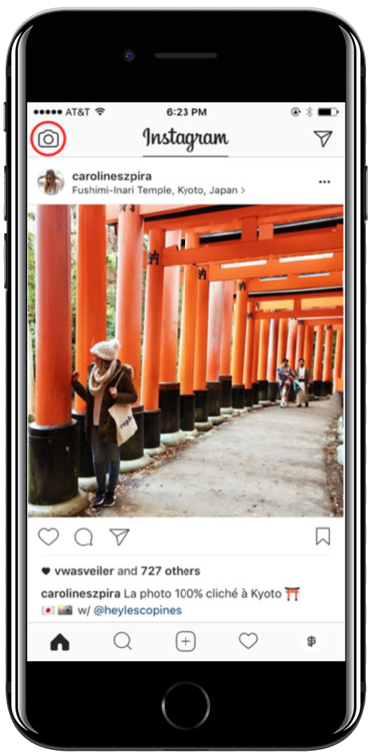 AT&T 6:23 PM
Instagram
carolineszpira
Fushimi-Inari Temple, Kyoto, Japan >
vwasveiler and 727 others
carolineszpira La photo 100% cliché à Kyoto ⛩️
🇯🇵 📸 w/ @heylescopines